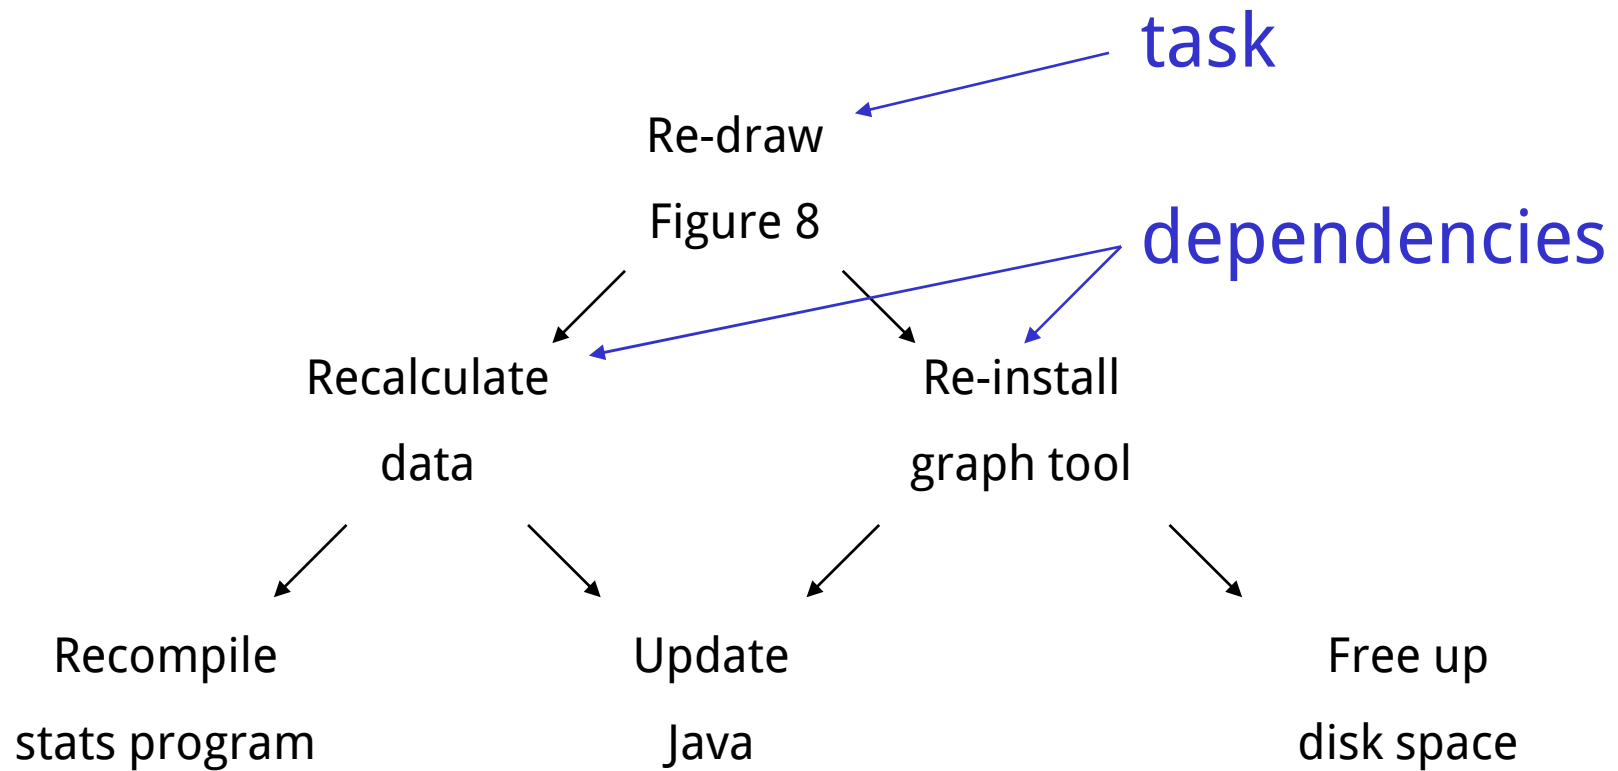 task
Re-draw
Figure 8
dependencies
Recalculate
data
Re-install
graph tool
Recompile
stats program
Update
Java
Free up
disk space